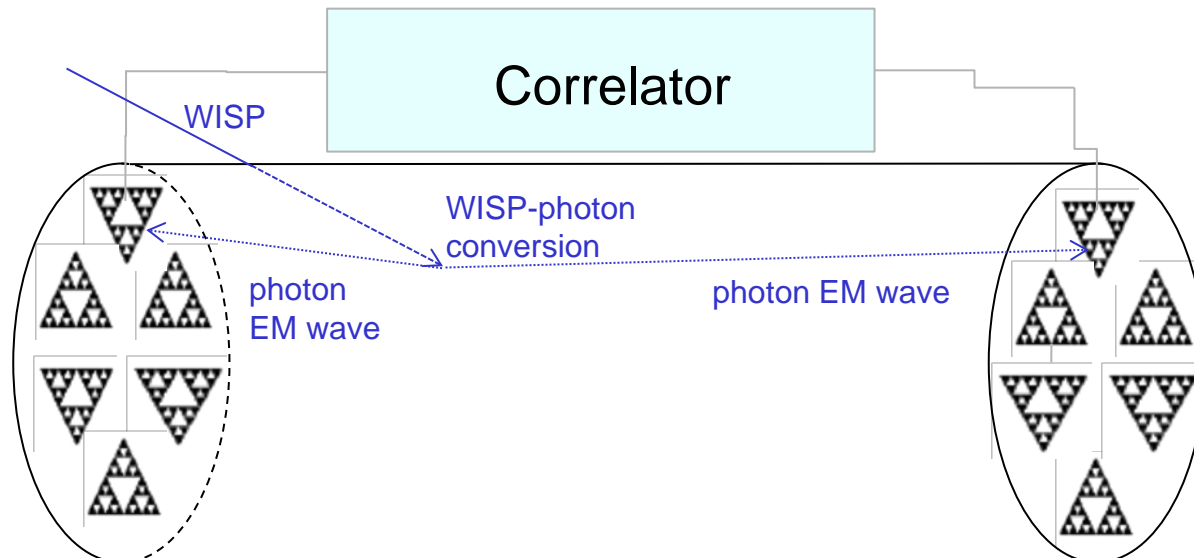 Correlator
WISP
WISP-photon
conversion
photon
EM wave
photon EM wave